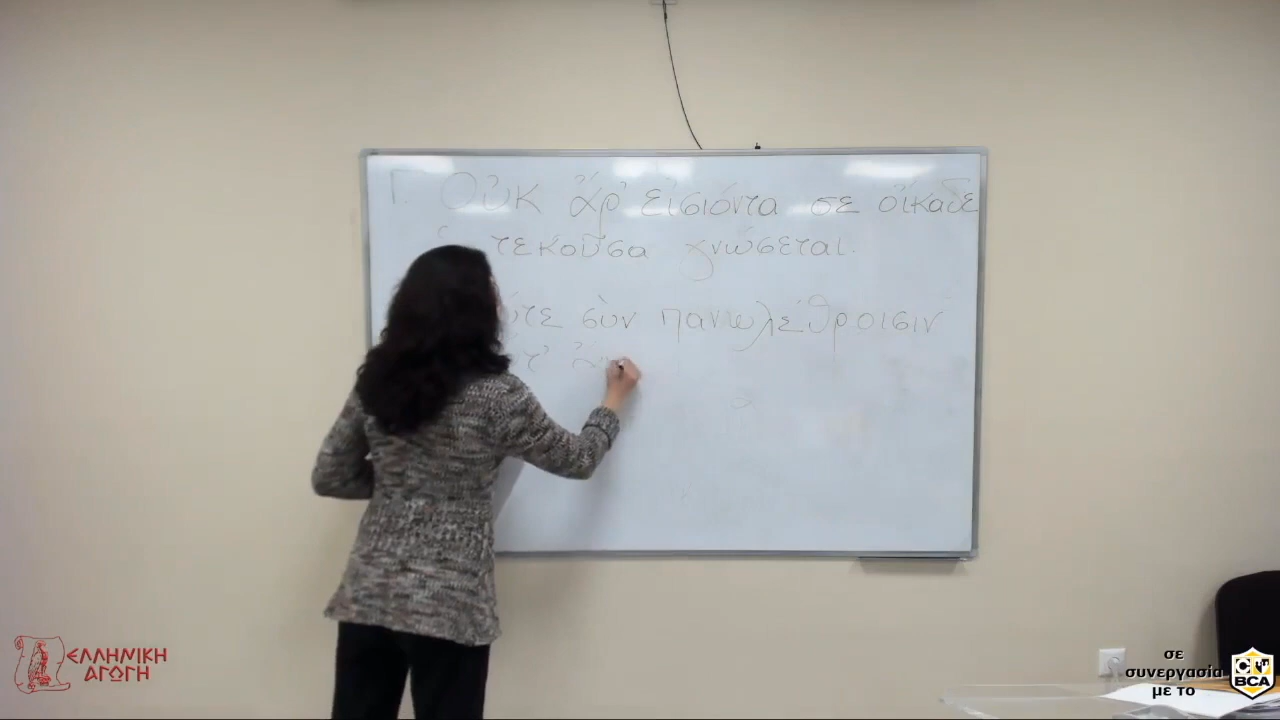 Γ. Οὐκ ἄρ' εἰσιόντα σε οἴκαδε
ἡ τεκοῦσα γνώσεται.
σὺν πανωλέθροισιν
ΕΛΛΗΝΙΚΗ
ΑΓΩΓΗ
σε
συνεργασία
με το
BCA